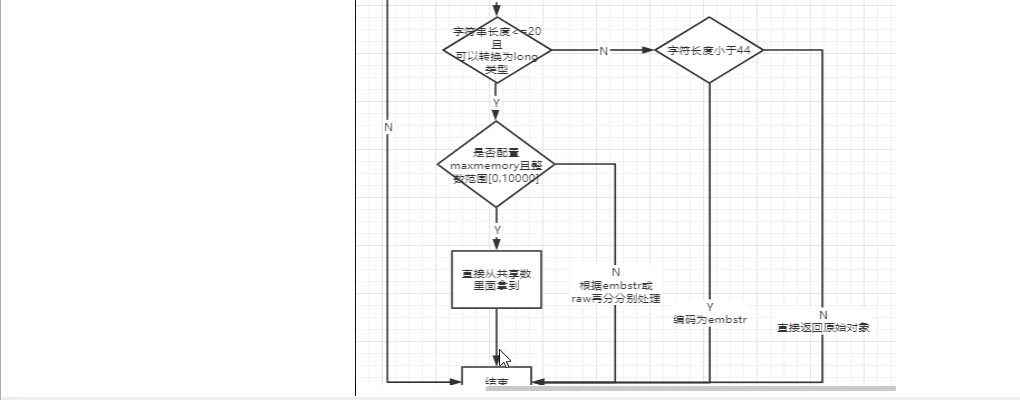 字符串长度<=20
且
可以转换为long
类型
N
字符长度小于44
Y
N
是否配置
maxmemory且整
数范围[0,10000]
Y
直接从共享数
里面拿到
N
根据embstr或
raw再分分别处理
Y
编码为embstr
N
直接返回原始对象
结束